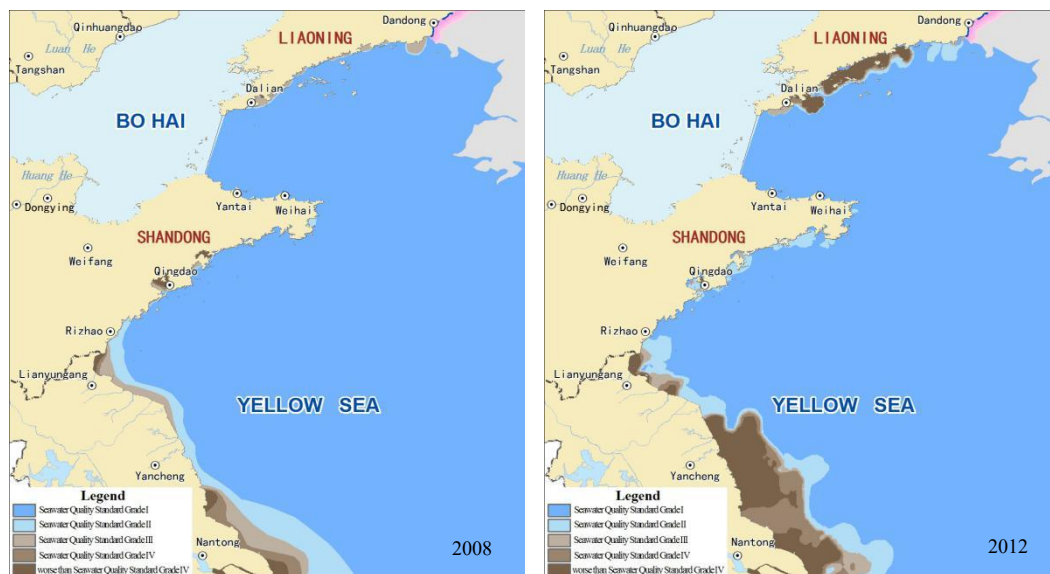 Dandong
Qinhuangdao
LIAONING
Luan He
Tangshan
Dalian
BO HAI
Huang He
Dongying
Yantai
Weihai
SHANDONG
Weifang
Qingdao
Rizhao
Lianyungang
YELLOW SEA
Yancheng
Legend
Seawater Quality Standard Grade I
Seawater Quality Standard Grade II
Seawater Quality Standard Grade III
Seawater Quality Standard Grade IV
worse than Seawater Quality Standard Grade IV
Nantong
2008
Dandong
Qinhuangdao
LIAONING
Luan He
Tangshan
Dalian
BO HAI
Huang He
Dongying
Yantai
Weihai
SHANDONG
Weifang
Qingdao
Rizhao
Lianyungang
YELLOW SEA
Yancheng
Legend
Seawater Quality Standard Grade I
Seawater Quality Standard Grade II
Seawater Quality Standard Grade III
Seawater Quality Standard Grade IV
worse than Seawater Quality Standard Grade IV
Nantong
2012